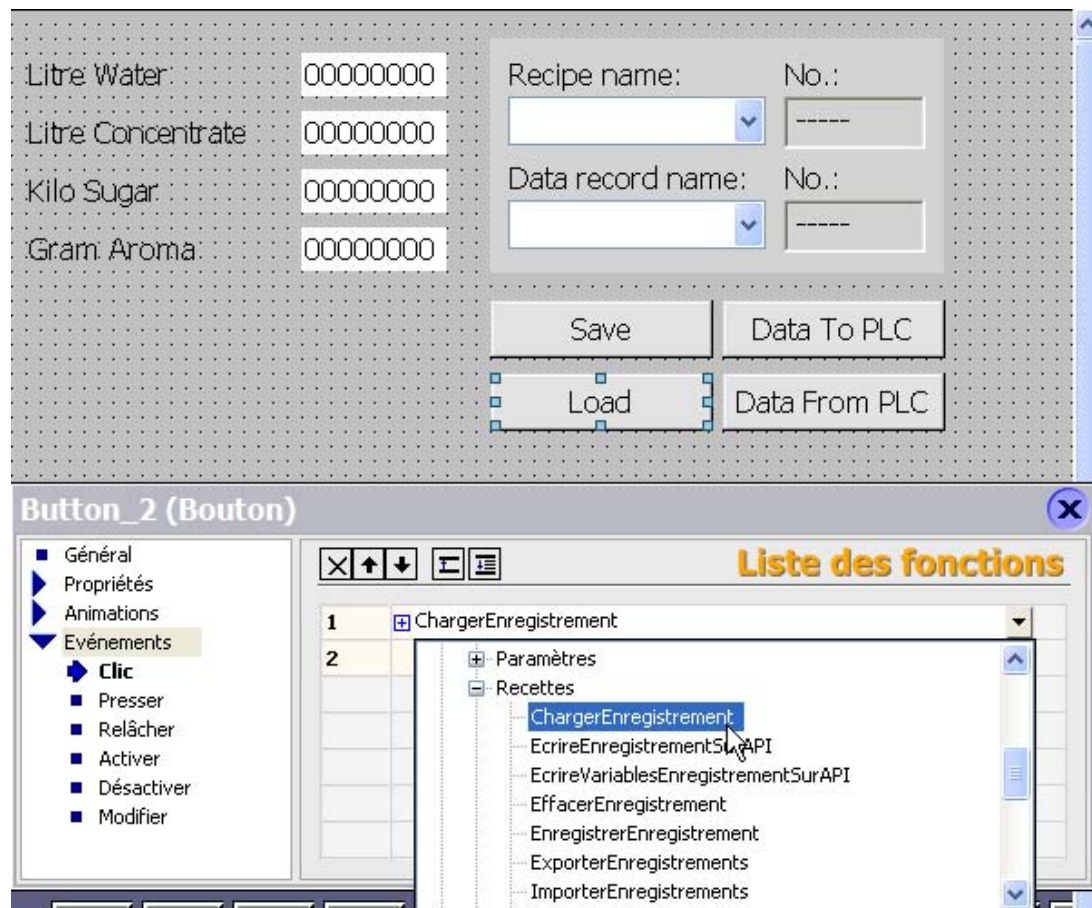 Litre Water 00000000 Recipe name: No.:
Litre Concentrate 00000000 -----
Kilo Sugar 00000000 Data record name: No.:
Gram Aroma 00000000 -----
Save Data To PLC
Load Data From PLC
Button_2 (Bouton)
Général
Propriétés
Animations
Evénements
Clic
Presser
Relâcher
Activer
Désactiver
Modifier
Liste des fonctions
1 ChargerEnregistrement
2
Paramètres
Recettes
ChargerEnregistrement
EcrireEnregistrementSurAPI
EcrireVariablesEnregistrementSurAPI
EffacerEnregistrement
EnregistrerEnregistrement
ExporterEnregistrements
ImporterEnregistrements